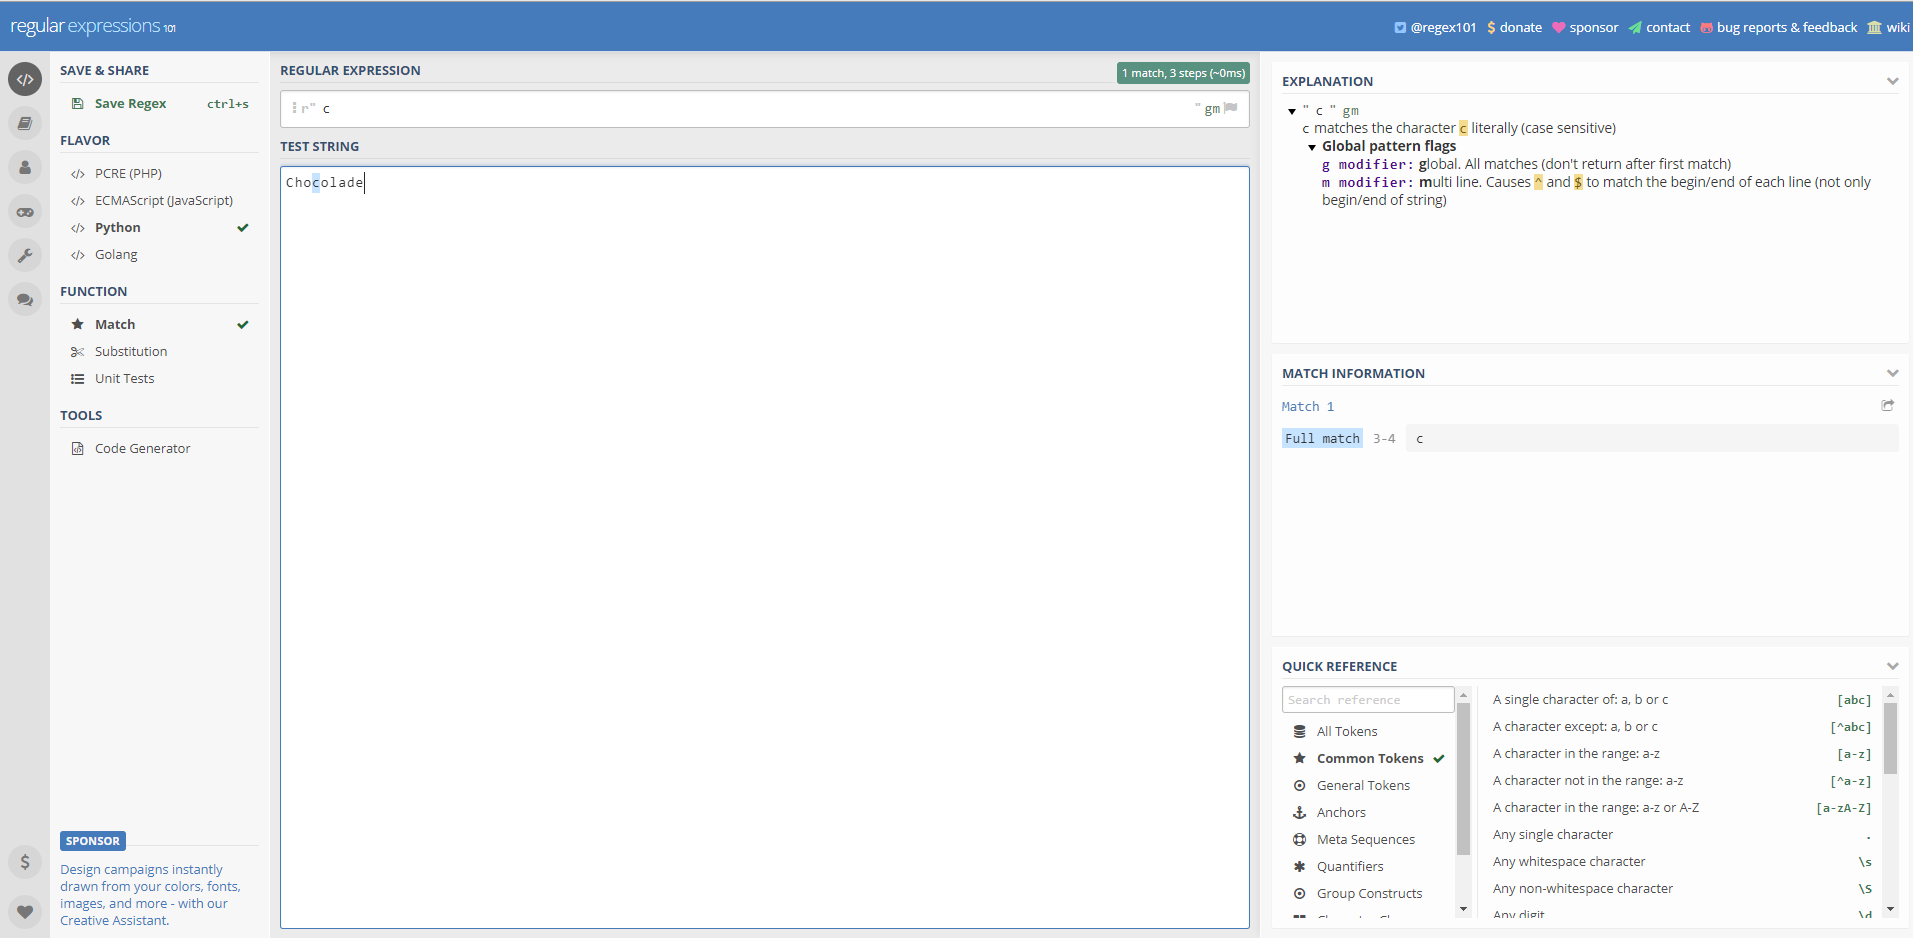 regular expressions 101
@regex101 $ donate sponsor contact bug reports & feedback wiki
SAVE & SHARE
Save Regex ctrl+s
FLAVOR
</> PCRE (PHP)
</> ECMAScript (JavaScript)
</> Python
</> Golang
FUNCTION
Match
Substitution
Unit Tests
TOOLS
Code Generator
SPONSOR
Design campaigns instantly
drawn from your colors, fonts,
images, and more - with our
Creative Assistant.
REGULAR EXPRESSION
1 match, 3 steps (~0ms)
r" c " gm
TEST STRING
Chocolade
EXPLANATION
" c " gm
c matches the character c literally (case sensitive)
Global pattern flags
g modifier: global. All matches (don't return after first match)
m modifier: multi line. Causes ^ and $ to match the begin/end of each line (not only
begin/end of string)
MATCH INFORMATION
Match 1
Full match 3-4 c
QUICK REFERENCE
Search reference
All Tokens
Common Tokens
General Tokens
Anchors
Meta Sequences
Quantifiers
Group Constructs
A single character of: a, b or c [abc]
A character except: a, b or c [^abc]
A character in the range: a-z [a-z]
A character not in the range: a-z [^a-z]
A character in the range: a-z or A-Z [a-zA-Z]
Any single character .
Any whitespace character \s
Any non-whitespace character \S
Any digit \d